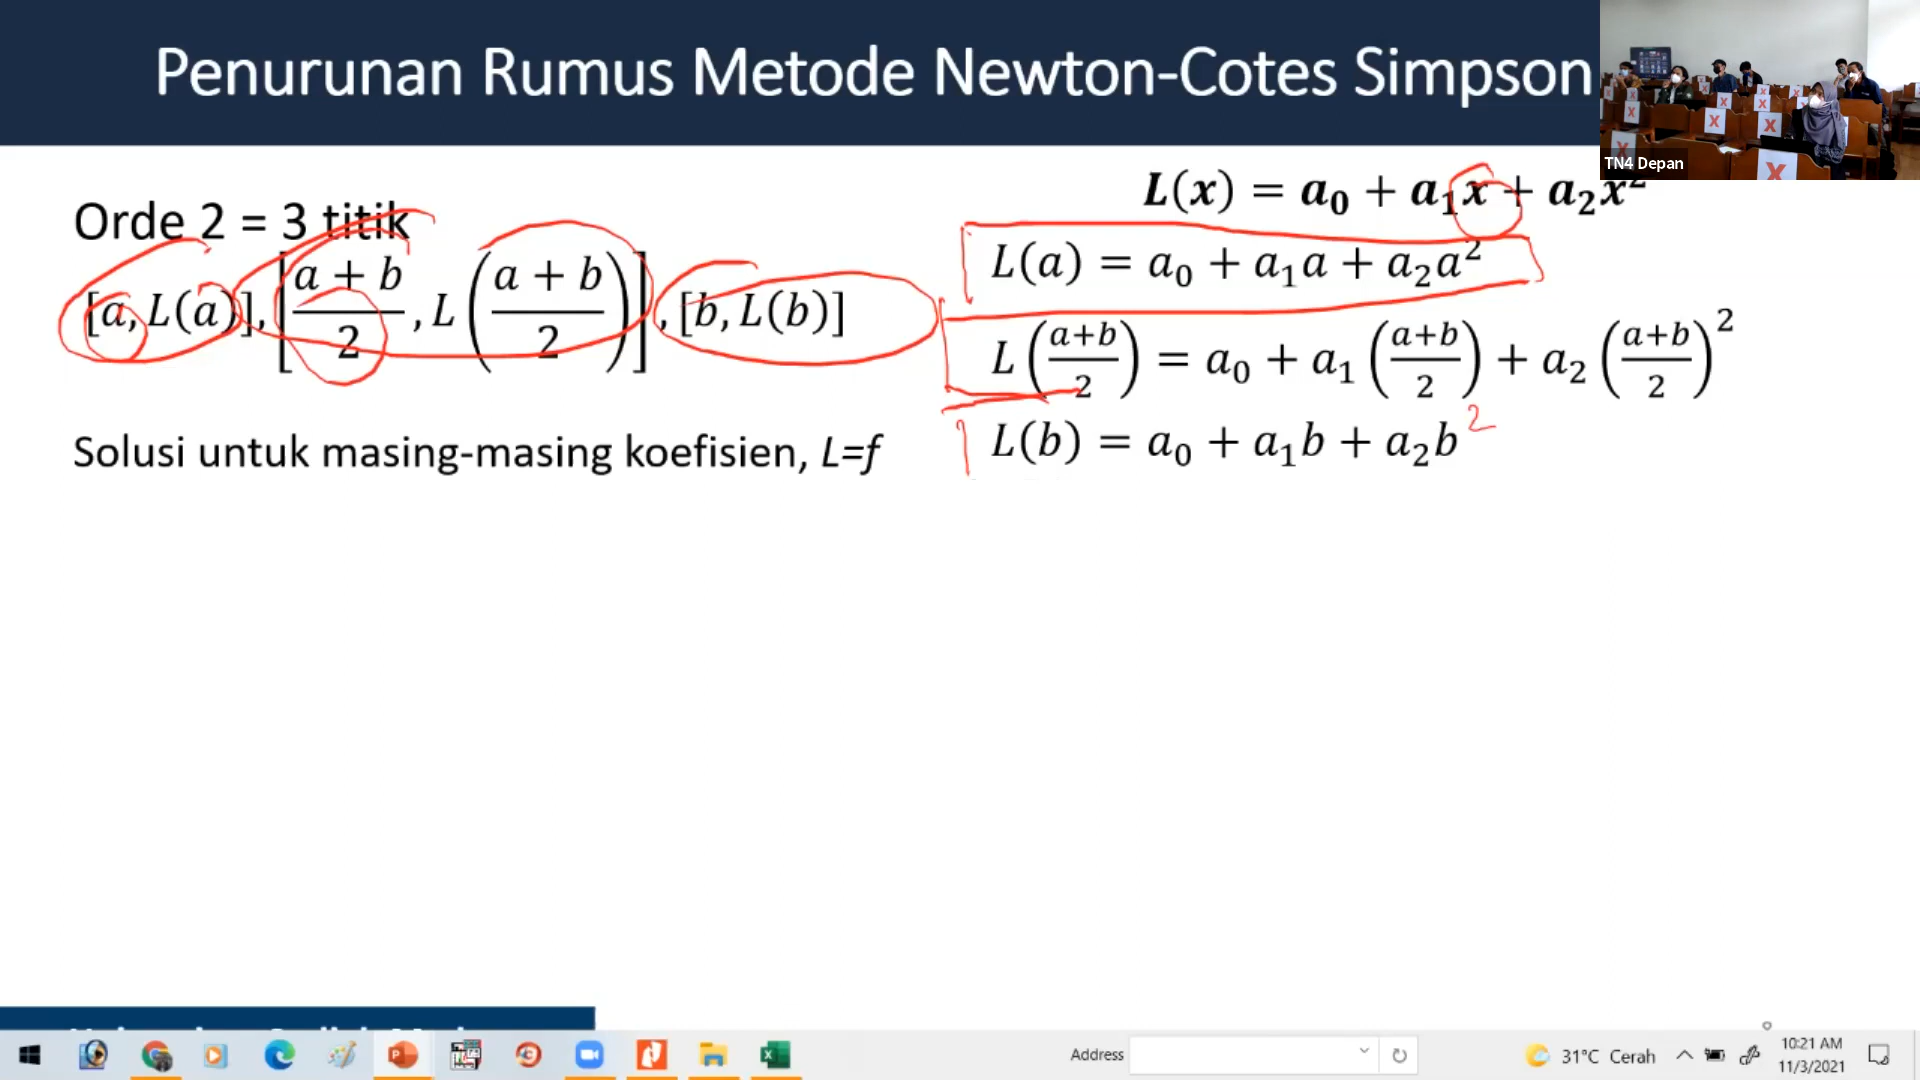 Penurunan Rumus Metode Newton-Cotes Simpson
TN4 Depan
X X X X X X
L(x) = a₀ + a₁x + a₂x²
Orde 2 = 3 titik
L(a) = a₀ + a₁a + a₂a²
[a, L(a)], [(a + b)/2, L((a + b)/2)], [b, L(b)]
L((a+b)/2) = a₀ + a₁((a+b)/2) + a₂((a+b)/2)²
L(b) = a₀ + a₁b + a₂b²
Solusi untuk masing-masing koefisien, L=f
Address
31°C Cerah
10:21 AM
11/3/2021